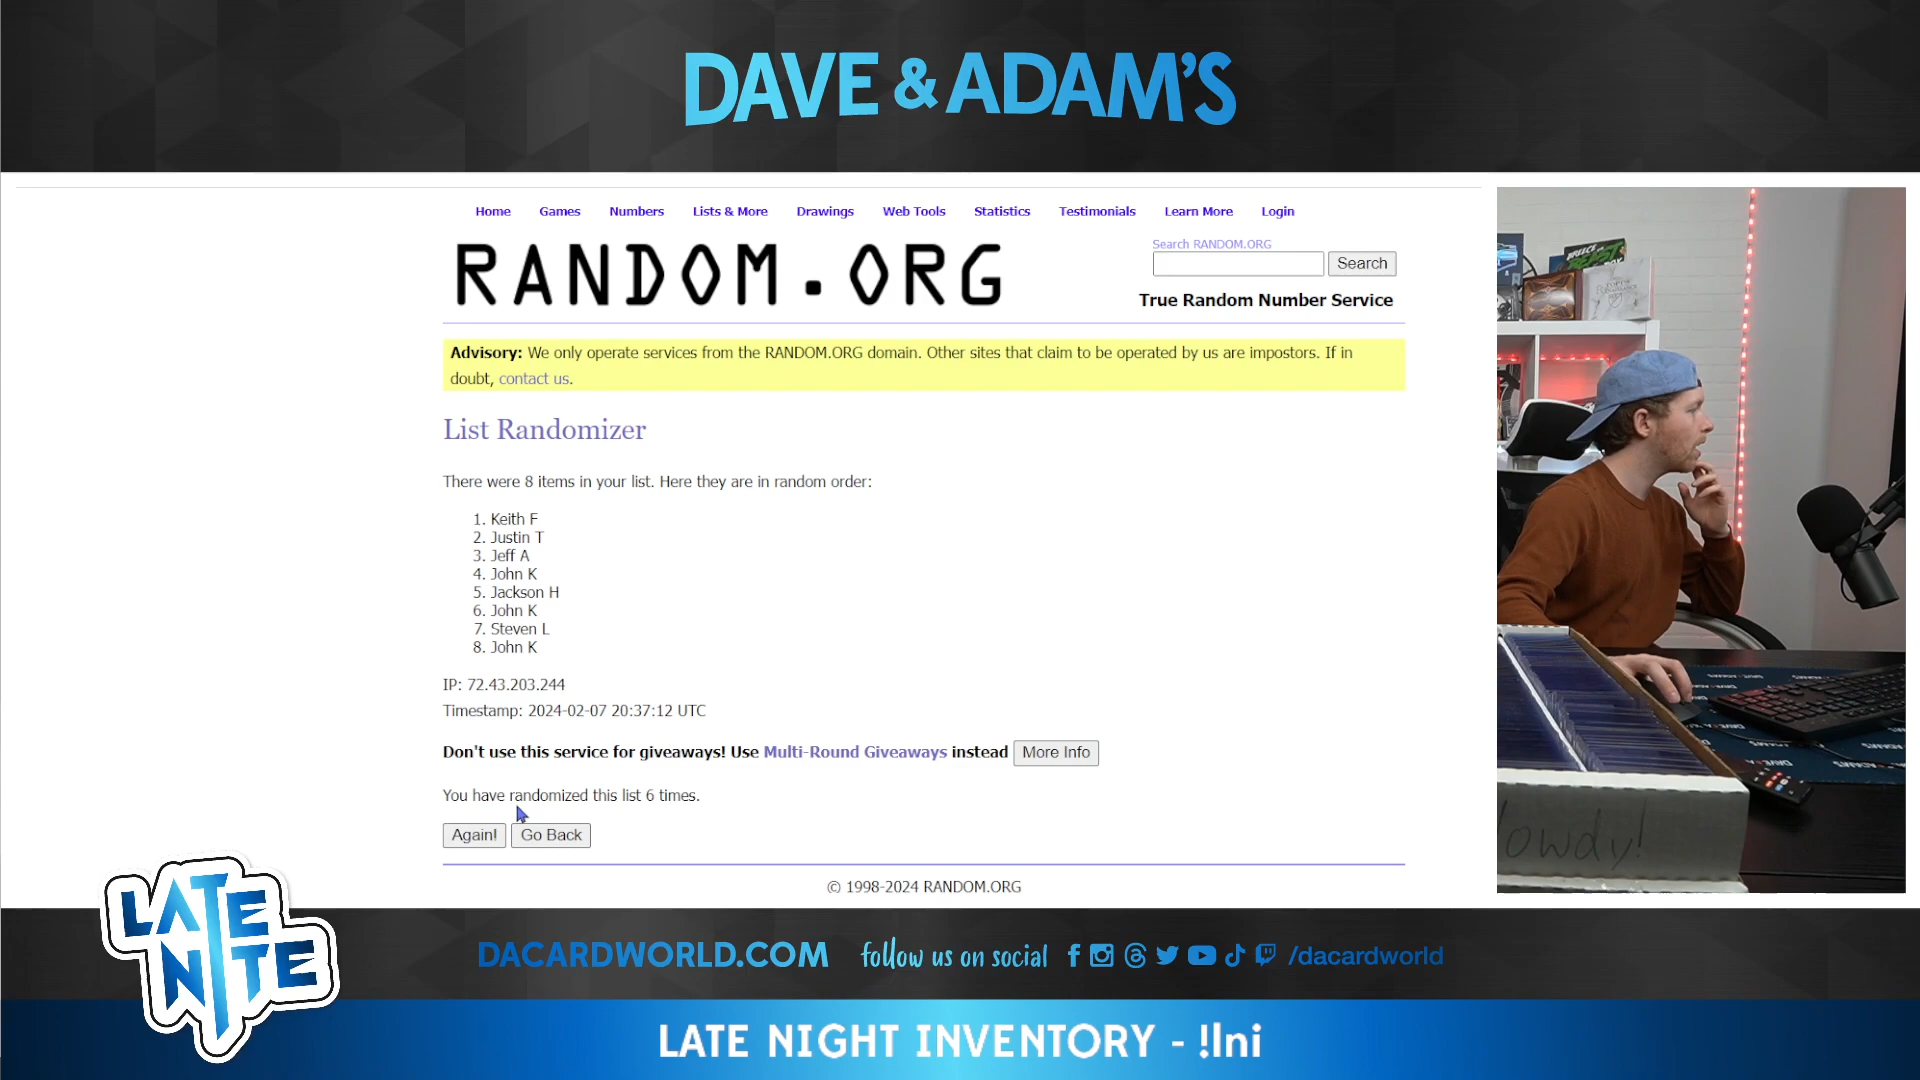 DAVE & ADAM'S
Home Games Numbers Lists & More Drawings Web Tools Statistics Testimonials Learn More Login
RANDOM.ORG
Search RANDOM.ORG
Search
True Random Number Service
Advisory: We only operate services from the RANDOM.ORG domain. Other sites that claim to be operated by us are impostors. If in
doubt, contact us.
List Randomizer
There were 8 items in your list. Here they are in random order:
1. Keith F
2. Justin T
3. Jeff A
4. John K
5. Jackson H
6. John K
7. Steven L
8. John K
IP: 72.43.203.244
Timestamp: 2024-02-07 20:37:12 UTC
Don't use this service for giveaways! Use Multi-Round Giveaways instead More Info
You have randomized this list 6 times.
Again! Go Back
© 1998-2024 RANDOM.ORG
BREECE
BEAST
owdy!
LATE
NITE
DACARDWORLD.COM follow us on social /dacardworld
LATE NIGHT INVENTORY - !lni